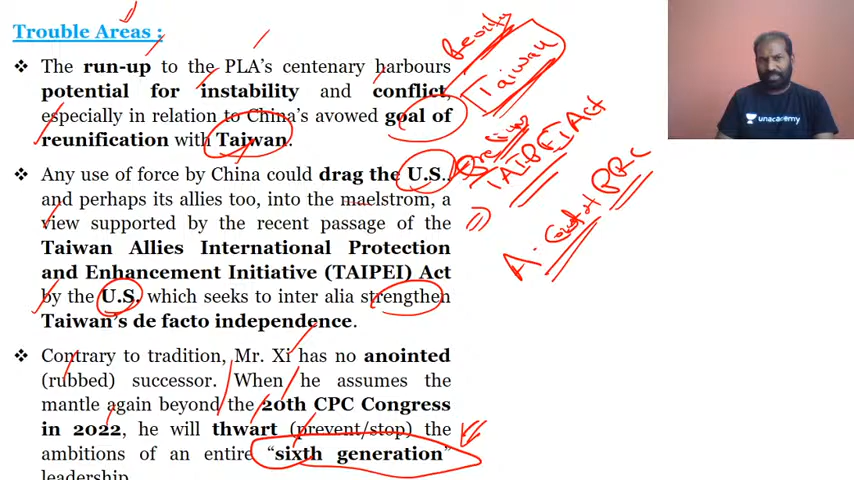 Trouble Areas :
❖ The run-up to the PLA's centenary harbours
potential for instability and conflict,
especially in relation to China's avowed goal of
reunification with Taiwan.
❖ Any use of force by China could drag the U.S.,
and perhaps its allies too, into the maelstrom, a
view supported by the recent passage of the
Taiwan Allies International Protection
and Enhancement Initiative (TAIPEI) Act
by the U.S. which seeks to inter alia strengthen
Taiwan's de facto independence.
❖ Contrary to tradition, Mr. Xi has no anointed
(rubbed) successor. When he assumes the
mantle again beyond the 20th CPC Congress
in 2022, he will thwart (prevent/stop) the
ambitions of an entire "sixth generation"
leadership.
Taiwan
TAIPEI Act
unacademy